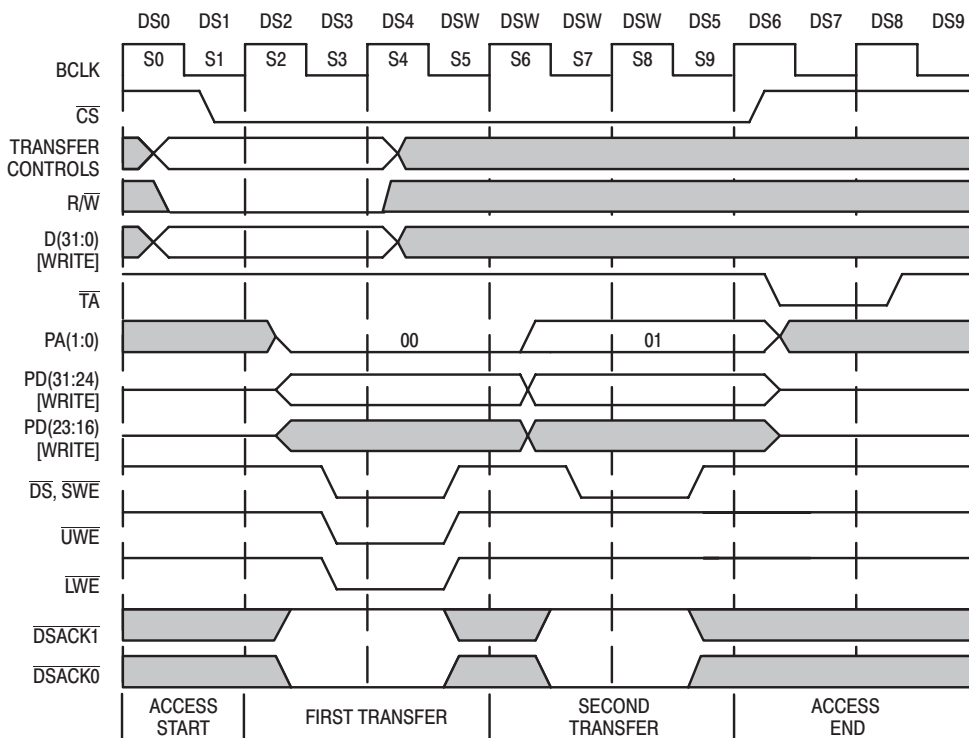 DS0 DS1 DS2 DS3 DS4 DSW DSW DSW DSW DS5 DS6 DS7 DS8 DS9
BCLK S0 S1 S2 S3 S4 S5 S6 S7 S8 S9
CS
TRANSFER
CONTROLS
R/W
D(31:0)
[WRITE]
TA
PA(1:0) 00 01
PD(31:24)
[WRITE]
PD(23:16)
[WRITE]
DS, SWE
UWE
LWE
DSACK1
DSACK0
ACCESS
START
FIRST TRANSFER
SECOND
TRANSFER
ACCESS
END